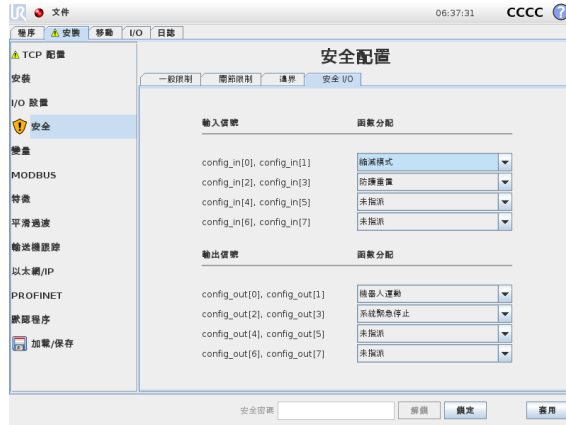 UR 文件 06:37:31 CCCC ?
程序 安裝 移動 I/O 日誌
TCP 配置
安裝
I/O 設置
安全
變量
MODBUS
特徵
平滑過渡
輸送機跟蹤
以太網/IP
PROFINET
默認程序
加載/保存
安全配置
一般限制 關節限制 邊界 安全 I/O
輸入信號 函數分配
config_in[0], config_in[1] 縮減模式
config_in[2], config_in[3] 防護重置
config_in[4], config_in[5] 未指派
config_in[6], config_in[7] 未指派
輸出信號 函數分配
config_out[0], config_out[1] 機器人運動
config_out[2], config_out[3] 系統緊急停止
config_out[4], config_out[5] 未指派
config_out[6], config_out[7] 未指派
安全密碼 解鎖 鎖定 套用